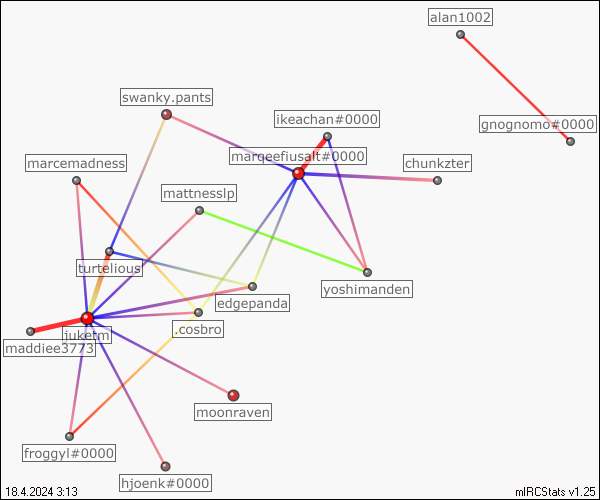 alan1002
swanky.pants
ikeachan#0000
gnognomo#0000
marcemadness
marqeefiusalt#0000
chunkzter
mattnesslp
turtelious
edgepanda
yoshimanden
juketm
.cosbro
maddiee3773
moonraven
froggyl#0000
hjoenk#0000
18.4.2024 3:13
mIRCStats v1.25